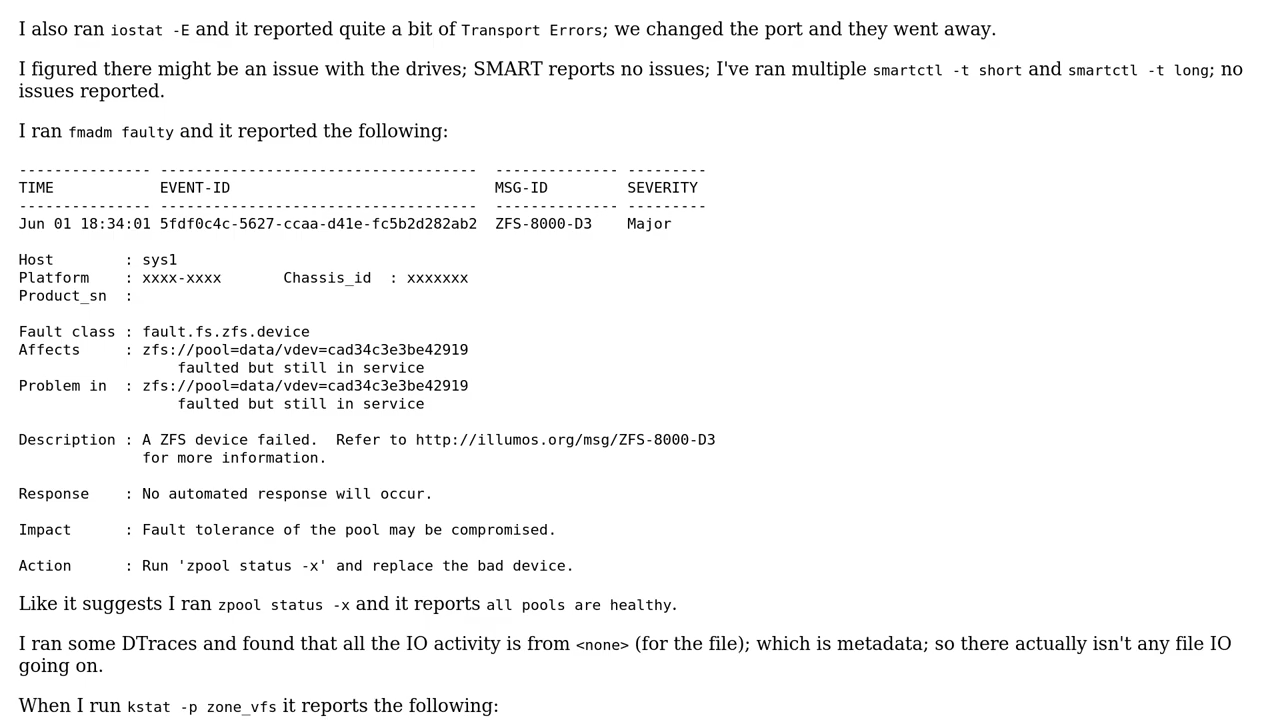 I also ran iostat -E and it reported quite a bit of Transport Errors; we changed the port and they went away.
I figured there might be an issue with the drives; SMART reports no issues; I've ran multiple smartctl -t short and smartctl -t long; no
issues reported.
I ran fmadm faulty and it reported the following:
--------------- ------------------------------------  -------------- ---------
TIME            EVENT-ID                              MSG-ID         SEVERITY
--------------- ------------------------------------  -------------- ---------
Jun 01 18:34:01 5fdf0c4c-5627-ccaa-d41e-fc5b2d282ab2  ZFS-8000-D3    Major
Host        : sys1
Platform    : xxxx-xxxx       Chassis_id  : xxxxxxx
Product_sn  :
Fault class : fault.fs.zfs.device
Affects     : zfs://pool=data/vdev=cad34c3e3be42919
                  faulted but still in service
Problem in  : zfs://pool=data/vdev=cad34c3e3be42919
                  faulted but still in service
Description : A ZFS device failed.  Refer to http://illumos.org/msg/ZFS-8000-D3
              for more information.
Response    : No automated response will occur.
Impact      : Fault tolerance of the pool may be compromised.
Action      : Run 'zpool status -x' and replace the bad device.
Like it suggests I ran zpool status -x and it reports all pools are healthy.
I ran some DTraces and found that all the IO activity is from <none> (for the file); which is metadata; so there actually isn't any file IO
going on.
When I run kstat -p zone_vfs it reports the following: